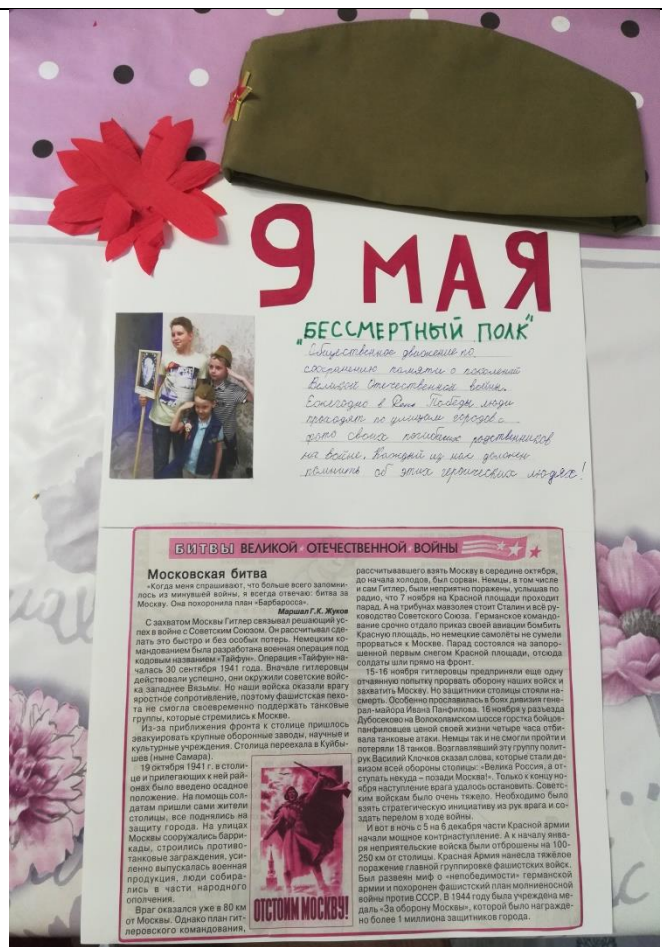 9 МАЯ
"БЕССМЕРТНЫЙ ПОЛК"
Общественное движение по
сохранению памяти о поколении
Великой Отечественной войны.
Ежегодно в День Победы люди
проходят по улицам городов с
фото своих погибших родственников
на войне. Каждый из нас должен
помнить об этих героических людях!
БИТВЫ ВЕЛИКОЙ ОТЕЧЕСТВЕННОЙ ВОЙНЫ
Московская битва
«Когда меня спрашивают, что больше всего запомни-
лось из минувшей войны, я всегда отвечаю: битва за
Москву. Она похоронила план «Барбаросса».
Маршал Г.К. Жуков
С захватом Москвы Гитлер связывал решающий ус-
пех в войне с Советским Союзом. Он рассчитывал сде-
лать это быстро и без особых потерь. Немецким ко-
мандованием была разработана военная операция под
кодовым названием «Тайфун». Операция «Тайфун» на-
чалась 30 сентября 1941 года. Вначале гитлеровцы
действовали успешно, они окружили советские войс-
ка западнее Вязьмы. Но наши войска оказали врагу
яростное сопротивление, поэтому фашистская пехо-
та не смогла своевременно поддержать танковые
группы, которые стремились к Москве.
Из-за приближения фронта к столице пришлось
эвакуировать крупные оборонные заводы, научные и
культурные учреждения. Столица переехала в Куйбы-
шев (ныне Самара).
19 октября 1941 г. в столи-
це и прилегающих к ней рай-
онах было введено осадное
положение. На помощь сол-
датам пришли сами жители
столицы, все поднялись на
защиту города. На улицах
Москвы сооружались барри-
кады, строились противо-
танковые заграждения, уси-
ленно выпускалась военная
продукция, люди собира-
лись в части народного
ополчения.
Враг оказался уже в 80 км
от Москвы. Однако план гит-
леровского командования,
ОТСТОИМ МОСКВУ!
рассчитывавшего взять Москву в середине октября,
до начала холодов, был сорван. Немцы, в том числе
и сам Гитлер, были неприятно поражены, услышав по
радио, что 7 ноября на Красной площади проходит
парад. А на трибунах мавзолея стоит Сталин и всё ру-
ководство Советского Союза. Германское командо-
вание срочно отдало приказ своей авиации бомбить
Красную площадь, но немецкие самолёты не сумели
прорваться к Москве. Парад состоялся на запоро-
шенной первым снегом Красной площади, отсюда
солдаты шли прямо на фронт.
15-16 ноября гитлеровцы предприняли ещё одну
отчаянную попытку прорвать оборону наших войск и
захватить Москву. Но защитники столицы стояли на-
смерть. Особенно прославилась в боях дивизия гене-
рал-майора Ивана Панфилова. 16 ноября у разъезда
Дубосеково на Волоколамском шоссе горстка бойцов-
панфиловцев ценой своей жизни четыре часа отби-
вала танковые атаки. Немцы так и не смогли пройти и
потеряли 18 танков. Возглавлявший эту группу полит-
рук Василий Клочков сказал слова, которые стали де-
визом всей обороны столицы: «Велика Россия, а от-
ступать некуда – позади Москва!». Только к концу но-
ября наступление врага удалось остановить. Советс-
ким войскам было очень тяжело. Необходимо было
взять стратегическую инициативу из рук врага и со-
здать перелом в ходе войны.
И вот в ночь с 5 на 6 декабря части Красной армии
начали мощное контрнаступление. А к началу янва-
ря неприятельские войска были отброшены на 100-
250 км от столицы. Красная Армия нанесла тяжёлое
поражение главной группировке фашистских войск.
Был развеян миф о «непобедимости» германской
армии и похоронен фашистский план молниеносной
войны против СССР. В 1944 году была учреждена ме-
даль «За оборону Москвы», которой было награжде-
но более 1 миллиона защитников города.